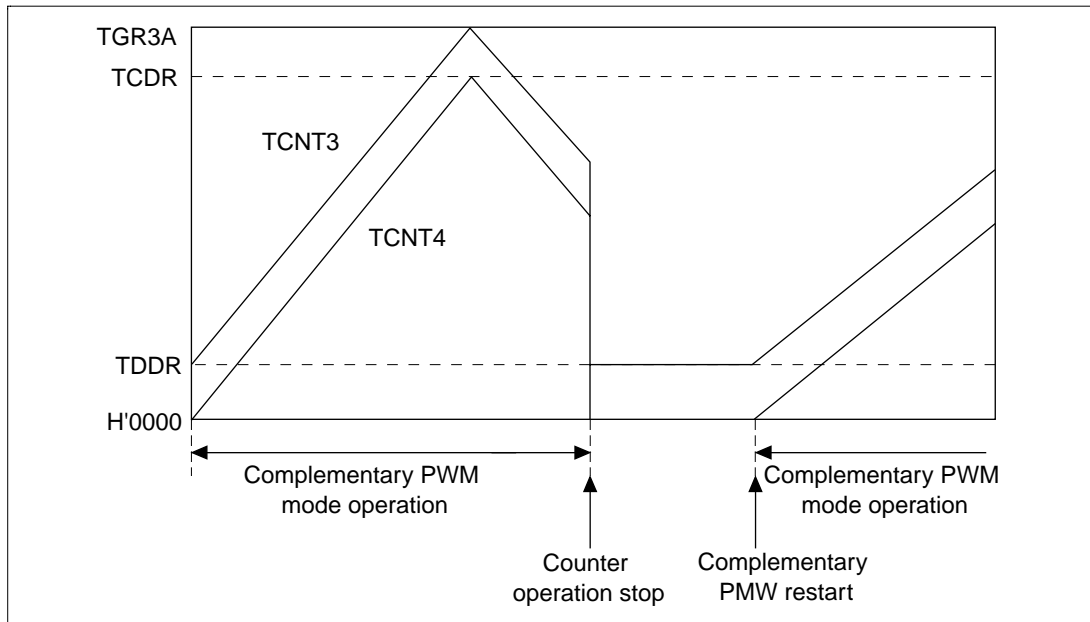 TGR3A
TCDR
TCNT3
TCNT4
TDDR
H'0000
Complementary PWM
mode operation
Complementary PWM
mode operation
Counter
operation stop
Complementary
PMW restart